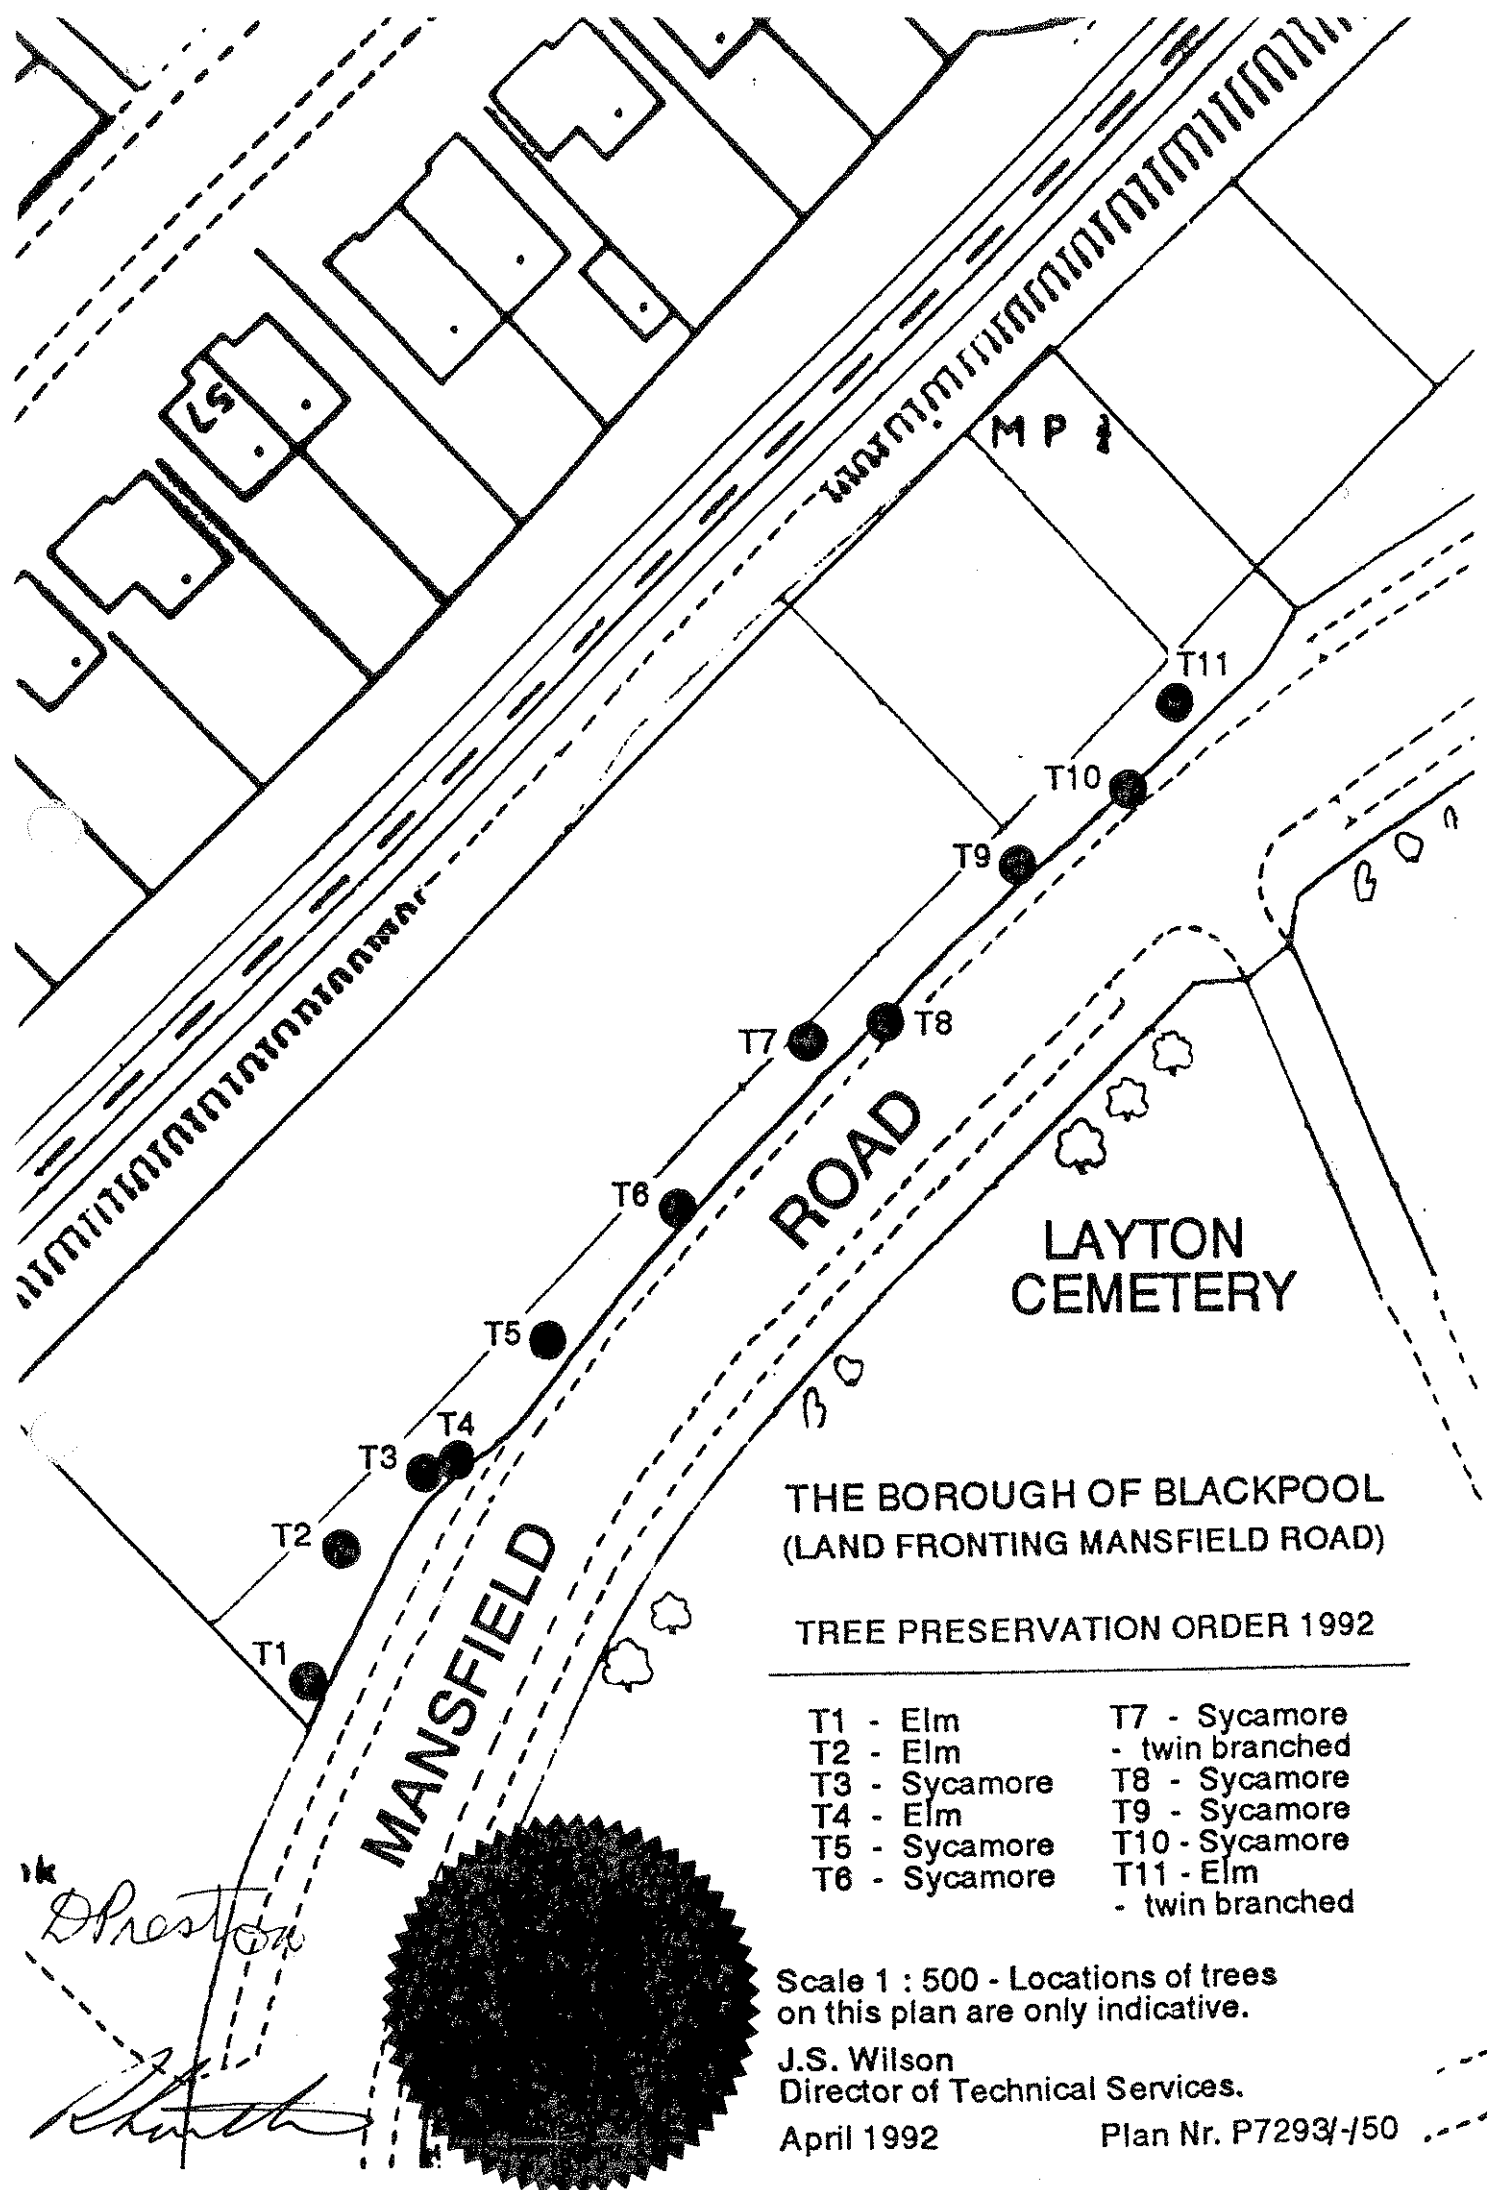 57
M P ½
T11
T10
T9
T8
T7
T6
T5
T4
T3
T2
T1
MANSFIELD ROAD
LAYTON
CEMETERY
THE BOROUGH OF BLACKPOOL
(LAND FRONTING MANSFIELD ROAD)
TREE PRESERVATION ORDER 1992
T1 - Elm
T2 - Elm
T3 - Sycamore
T4 - Elm
T5 - Sycamore
T6 - Sycamore
T7 - Sycamore
- twin branched
T8 - Sycamore
T9 - Sycamore
T10 - Sycamore
T11 - Elm
- twin branched
DPreston
Scale 1 : 500 - Locations of trees
on this plan are only indicative.
J.S. Wilson
Director of Technical Services.
April 1992 Plan Nr. P7293/-/50